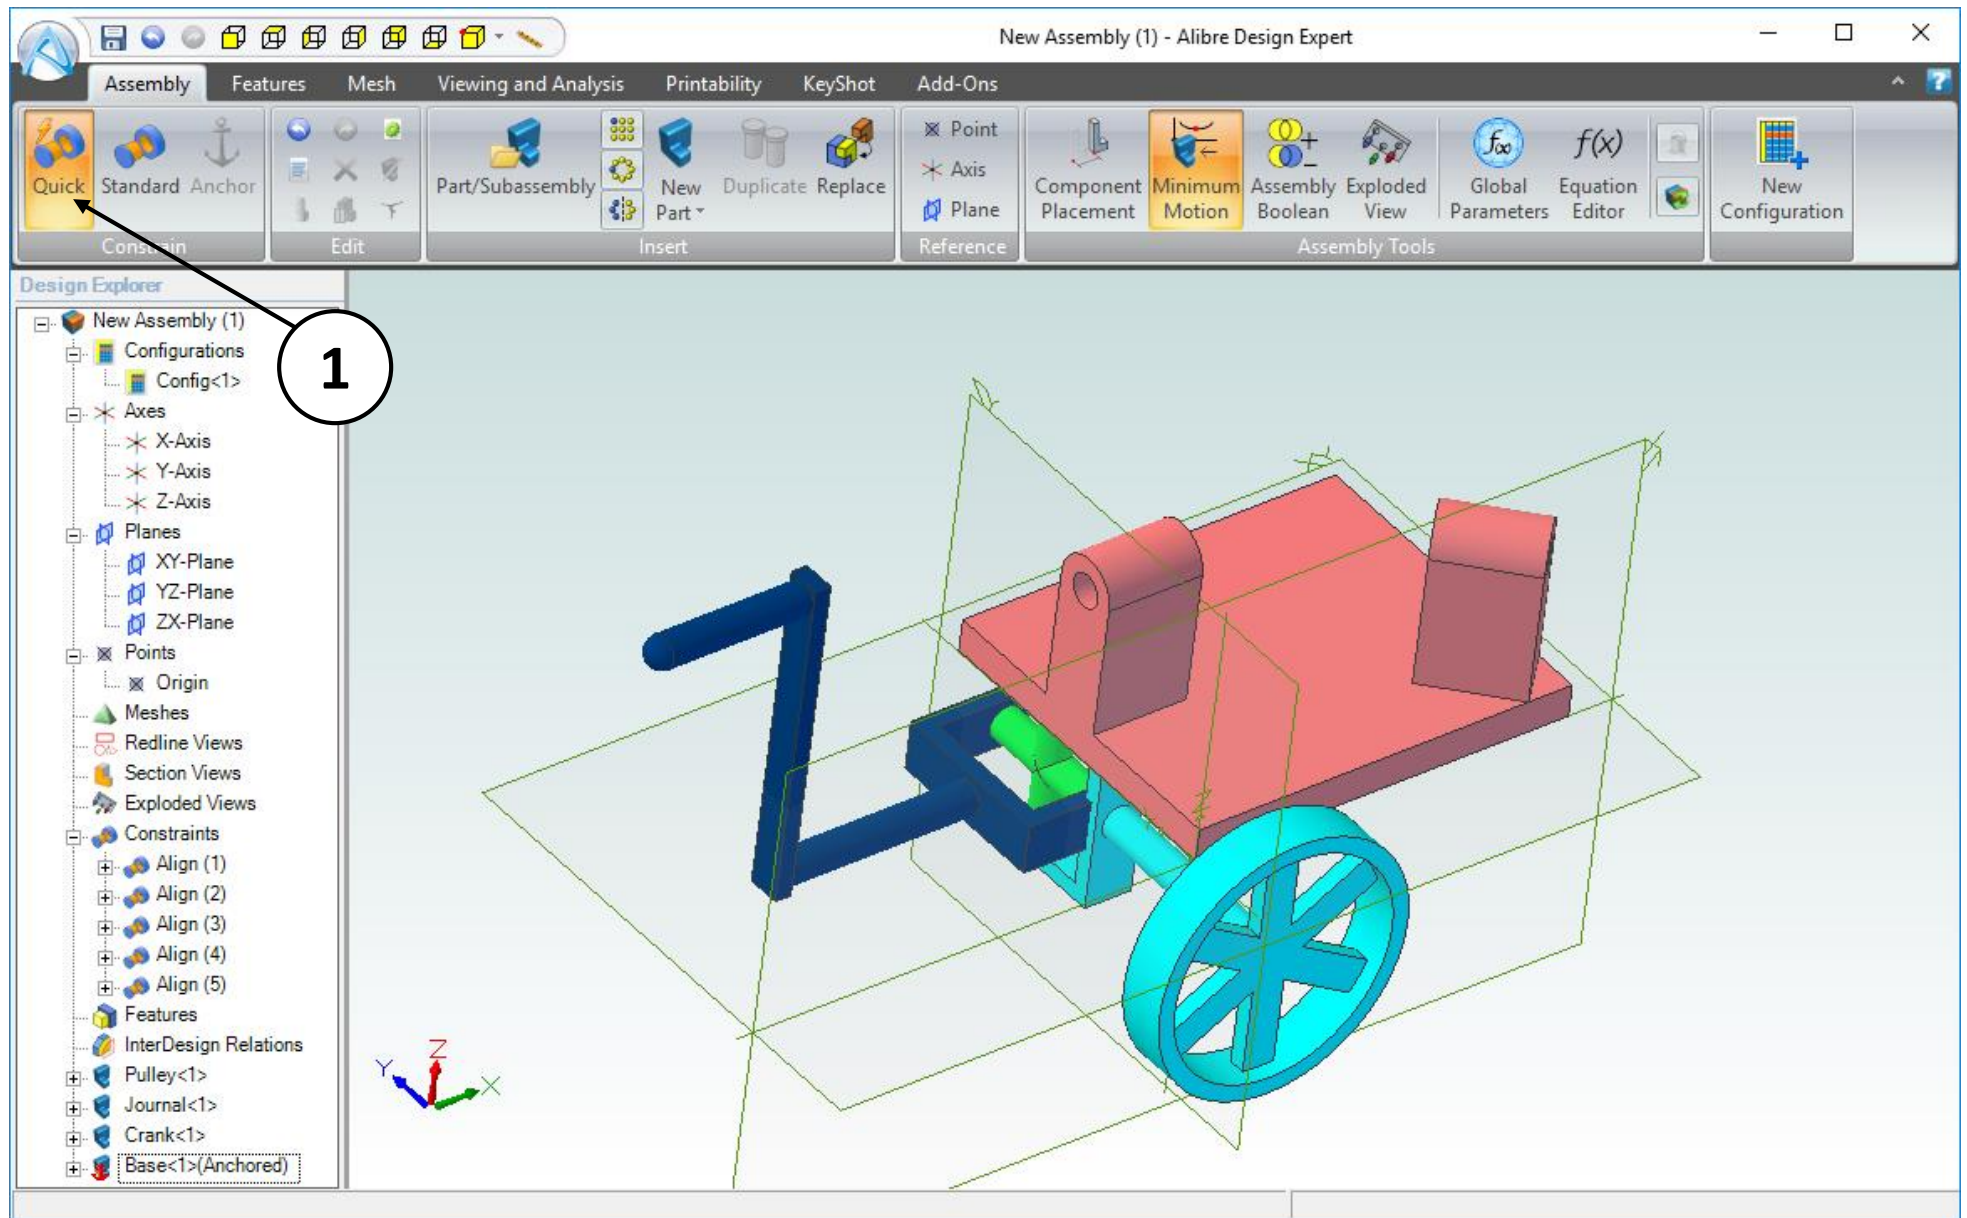 New Assembly (1) - Alibre Design Expert
Assembly Features Mesh Viewing and Analysis Printability KeyShot Add-Ons
Quick Standard Anchor
Constrain
Edit
Part/Subassembly
New Part
Duplicate
Replace
Insert
Point
Axis
Plane
Reference
Component Placement
Minimum Motion
Assembly Boolean
Exploded View
f∞
Global Parameters
f(x)
Equation Editor
Assembly Tools
New Configuration
Design Explorer
New Assembly (1)
Configurations
Config<1>
Axes
X-Axis
Y-Axis
Z-Axis
Planes
XY-Plane
YZ-Plane
ZX-Plane
Points
Origin
Meshes
Redline Views
Section Views
Exploded Views
Constraints
Align (1)
Align (2)
Align (3)
Align (4)
Align (5)
Features
InterDesign Relations
Pulley<1>
Journal<1>
Crank<1>
Base<1>(Anchored)
1
Z
Y
X